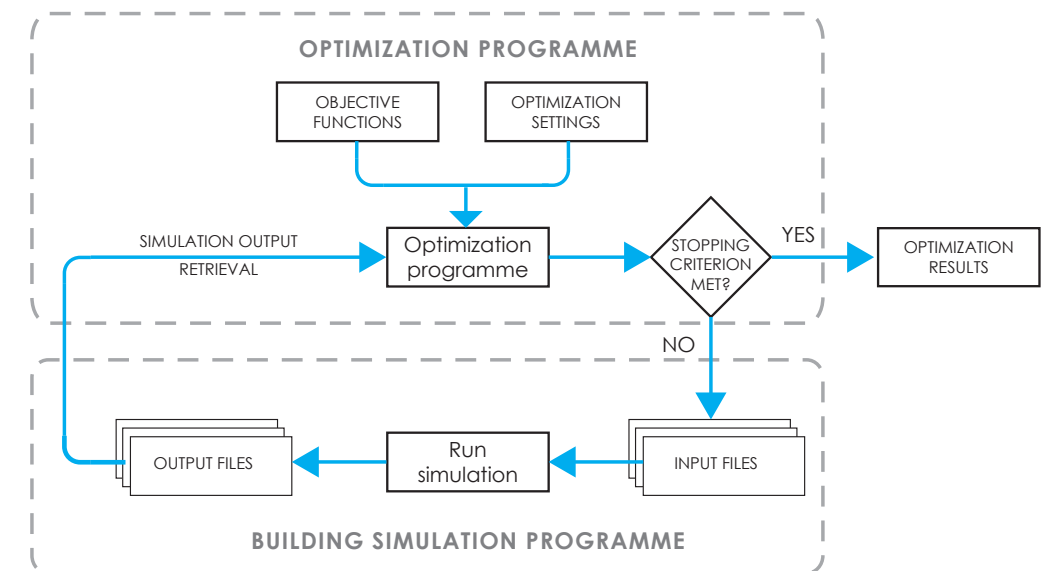 OPTIMIZATION PROGRAMME
OBJECTIVE
FUNCTIONS
OPTIMIZATION
SETTINGS
SIMULATION OUTPUT
RETRIEVAL
Optimization
programme
STOPPING
CRITERION
MET?
YES
OPTIMIZATION
RESULTS
NO
OUTPUT FILES
Run
simulation
INPUT FILES
BUILDING SIMULATION PROGRAMME